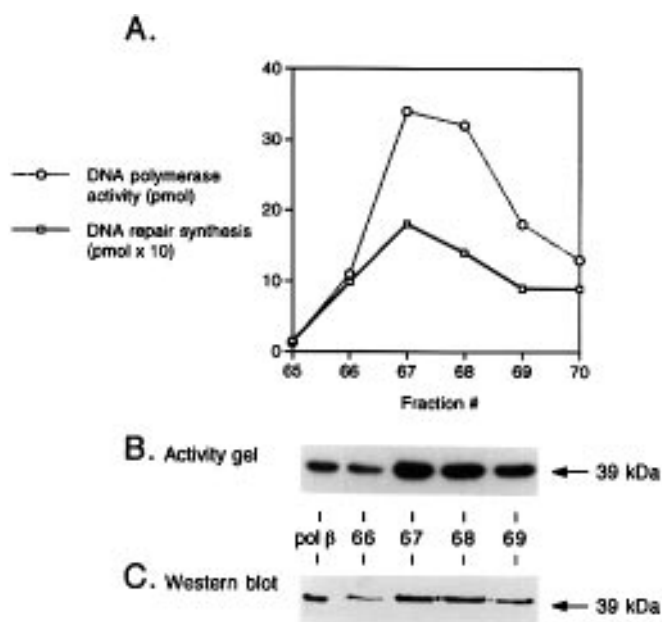 A.
40
30
20
10
0
65 66 67 68 69 70
Fraction #
DNA polymerase
activity (pmol)
DNA repair synthesis
(pmol x 10)
B. Activity gel
39 kDa
pol β 66 67 68 69
C. Western blot
39 kDa